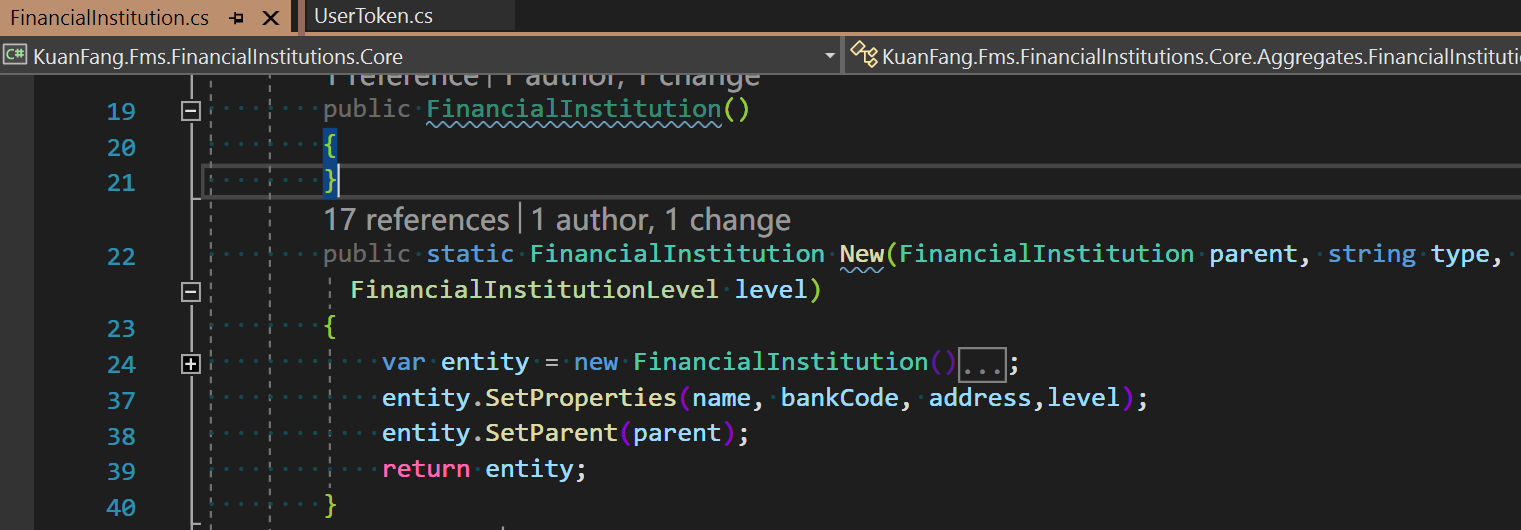 FinancialInstitution.cs
UserToken.cs
C# KuanFang.Fms.FinancialInstitutions.Core
KuanFang.Fms.FinancialInstitutions.Core.Aggregates.FinancialInstituti
1 reference | 1 author, 1 change
19 public FinancialInstitution()
20 {
21 }
17 references | 1 author, 1 change
22 public static FinancialInstitution New(FinancialInstitution parent, string type,
FinancialInstitutionLevel level)
23 {
24 var entity = new FinancialInstitution()...;
37 entity.SetProperties(name, bankCode, address,level);
38 entity.SetParent(parent);
39 return entity;
40 }